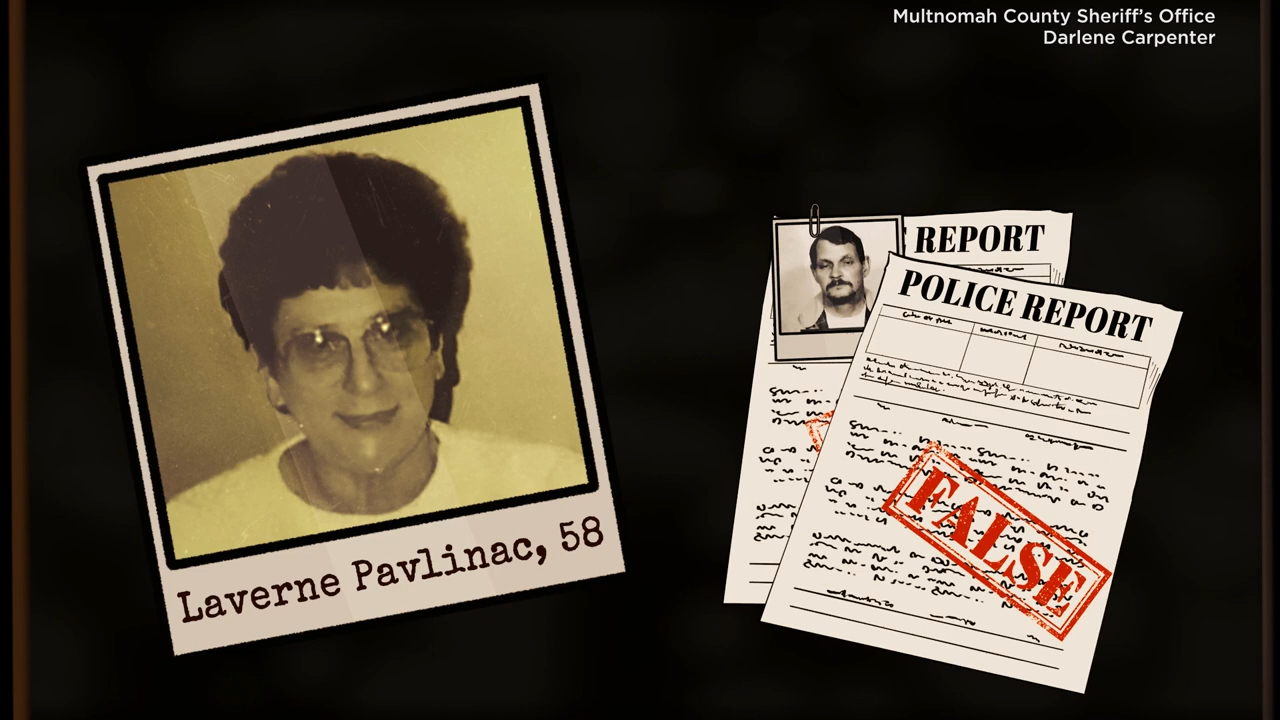 Multnomah County Sheriff's Office
Darlene Carpenter
REPORT
POLICE REPORT
FALSE
Laverne Pavlinac, 58